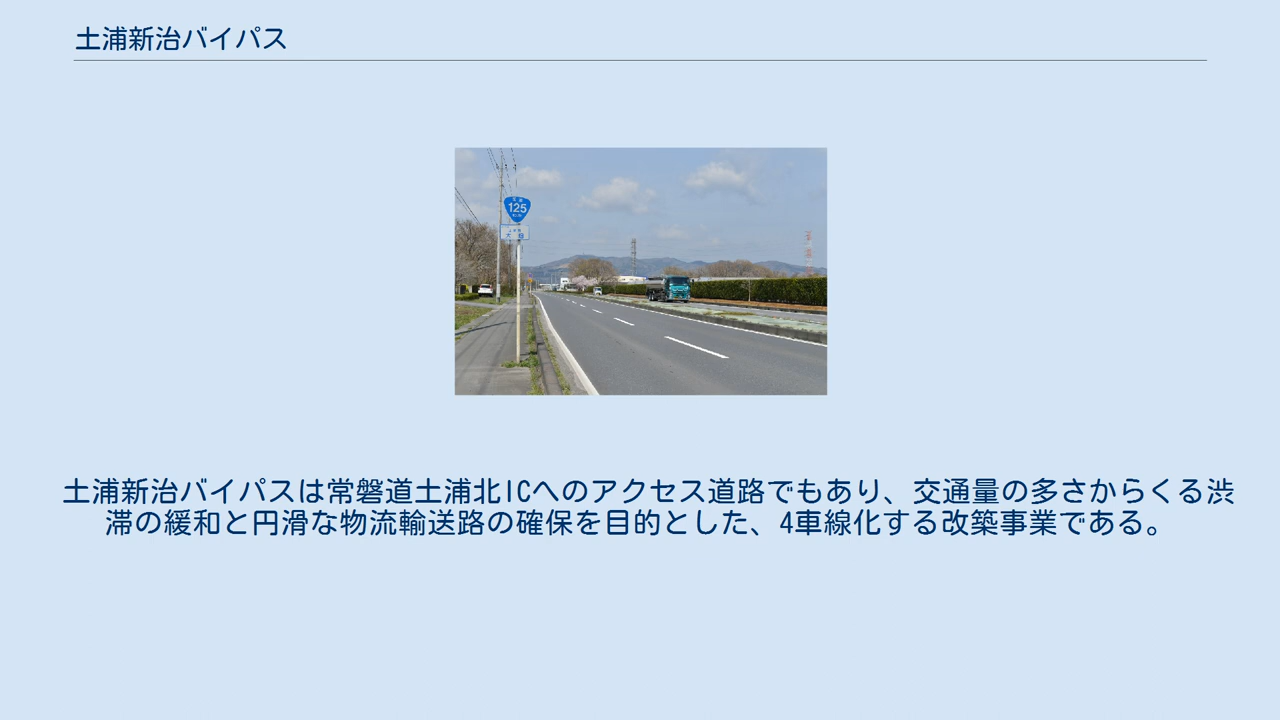 土浦新治バイパス
125
土浦新治バイパスは常磐道土浦北ICへのアクセス道路でもあり、交通量の多さからくる渋
滞の緩和と円滑な物流輸送路の確保を目的とした、4車線化する改築事業である。